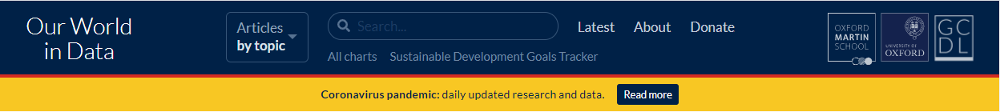 Our World
in Data
Articles
by topic
Search...
Latest About Donate
All charts Sustainable Development Goals Tracker
OXFORD
MARTIN
SCHOOL
UNIVERSITY OF
OXFORD
GC
DL
Coronavirus pandemic: daily updated research and data. Read more